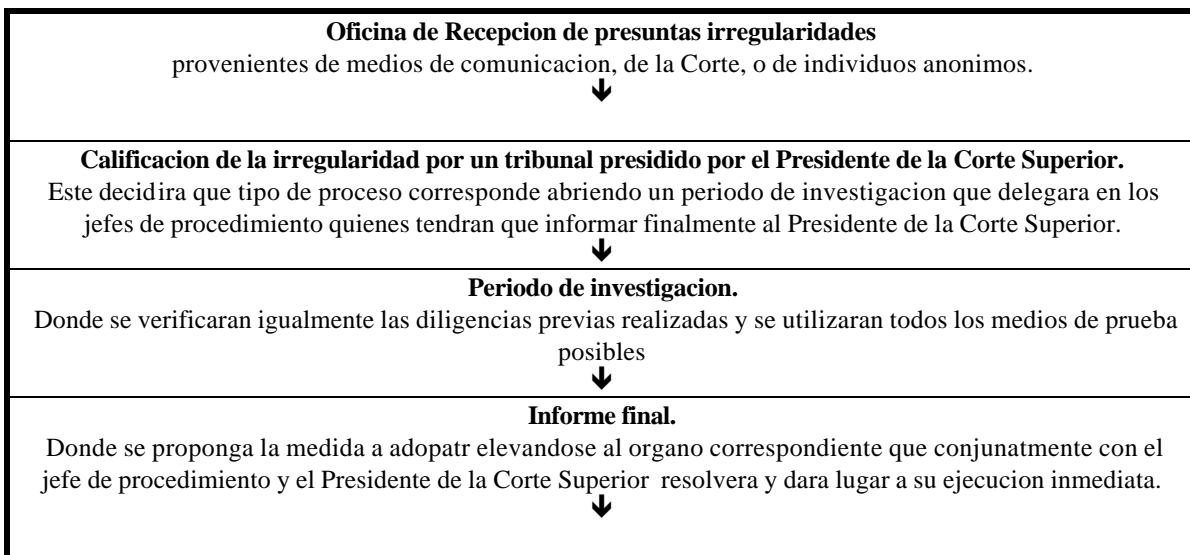 Oficina de Recepcion de presuntas irregularidades
provenientes de medios de comunicacion, de la Corte, o de individuos anonimos.
Calificacion de la irregularidad por un tribunal presidido por el Presidente de la Corte Superior.
Este decidira que tipo de proceso corresponde abriendo un periodo de investigacion que delegara en los
jefes de procedimiento quienes tendran que informar finalmente al Presidente de la Corte Superior.
Periodo de investigacion.
Donde se verificaran igualmente las diligencias previas realizadas y se utilizaran todos los medios de prueba
posibles
Informe final.
Donde se proponga la medida a adopatr elevandose al organo correspondiente que conjunatmente con el
jefe de procedimiento y el Presidente de la Corte Superior resolvera y dara lugar a su ejecucion inmediata.